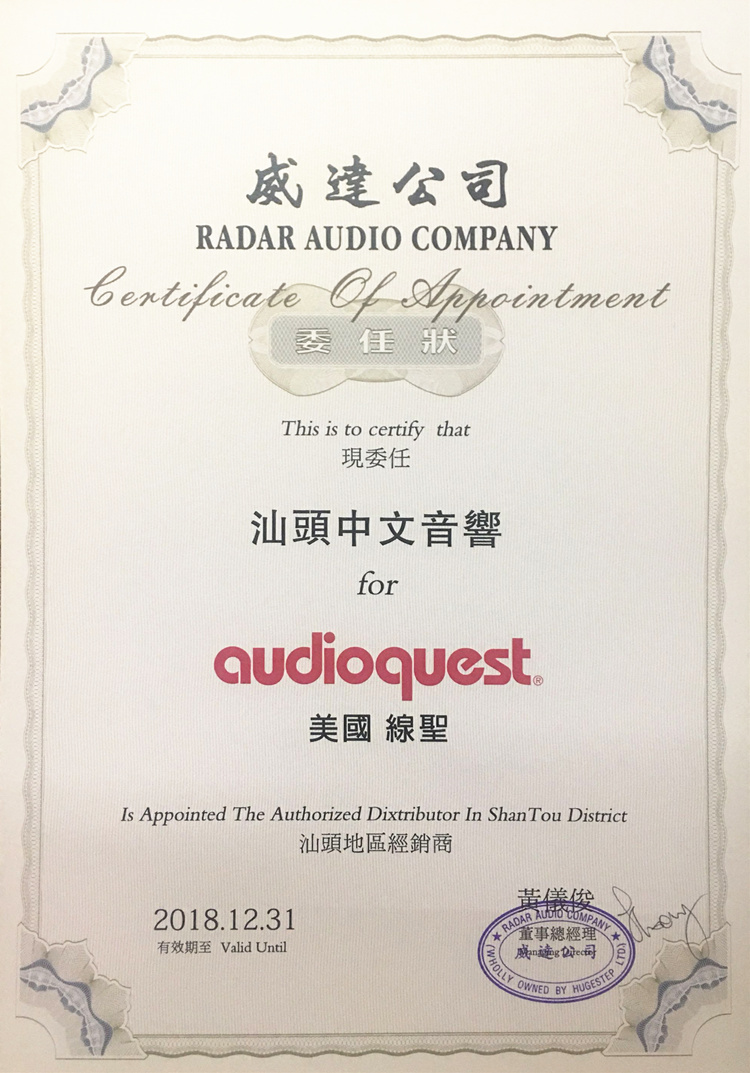 威達公司
RADAR AUDIO COMPANY
Certificate Of Appointment
委任狀
This is to certify that
現委任
汕頭中文音響
for
audioquest®
美國 線聖
Is Appointed The Authorized Dixtributor In ShanTou District
汕頭地區經銷商
2018.12.31
有效期至 Valid Until
黃儀俊
董事總經理
Managing Director
RADAR AUDIO COMPANY
威達公司
(WHOLLY OWNED BY HUGESTEP LTD)